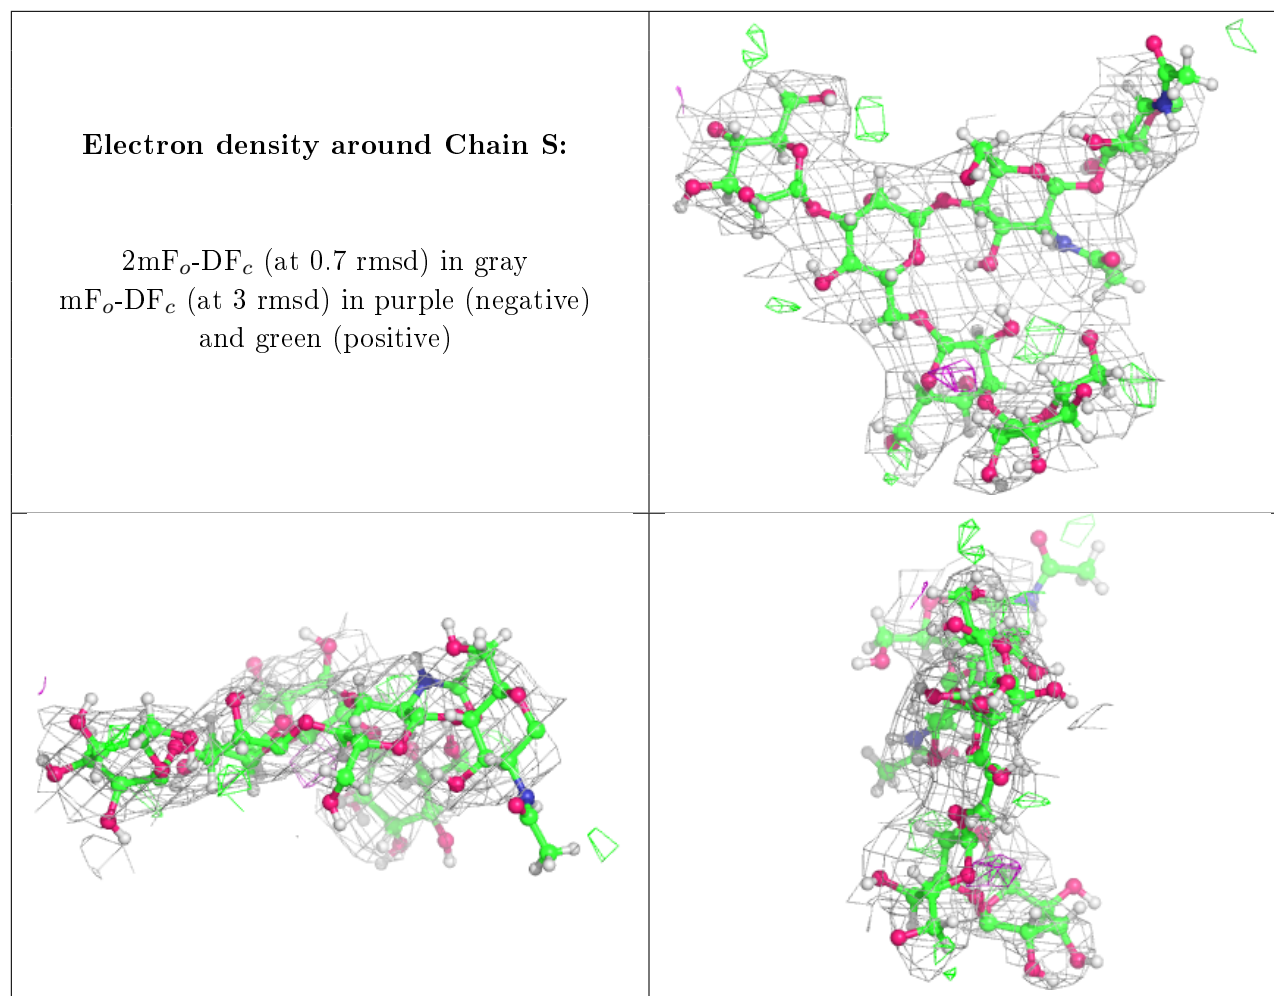 Electron density around Chain S:
2mFo-DFc (at 0.7 rmsd) in gray
mFo-DFc (at 3 rmsd) in purple (negative)
and green (positive)